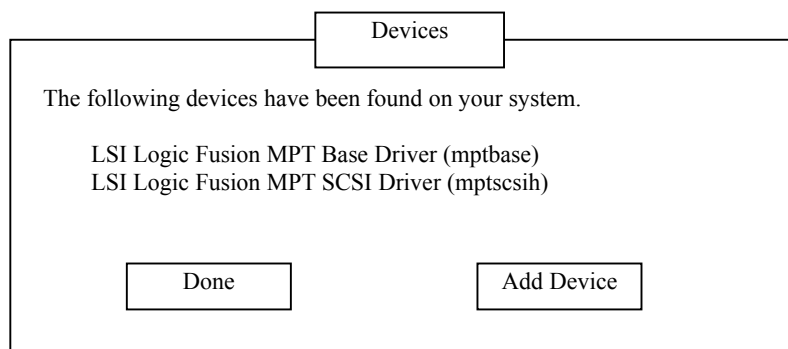 Devices
The following devices have been found on your system.
LSI Logic Fusion MPT Base Driver (mptbase)
LSI Logic Fusion MPT SCSI Driver (mptscsih)
Done
Add Device